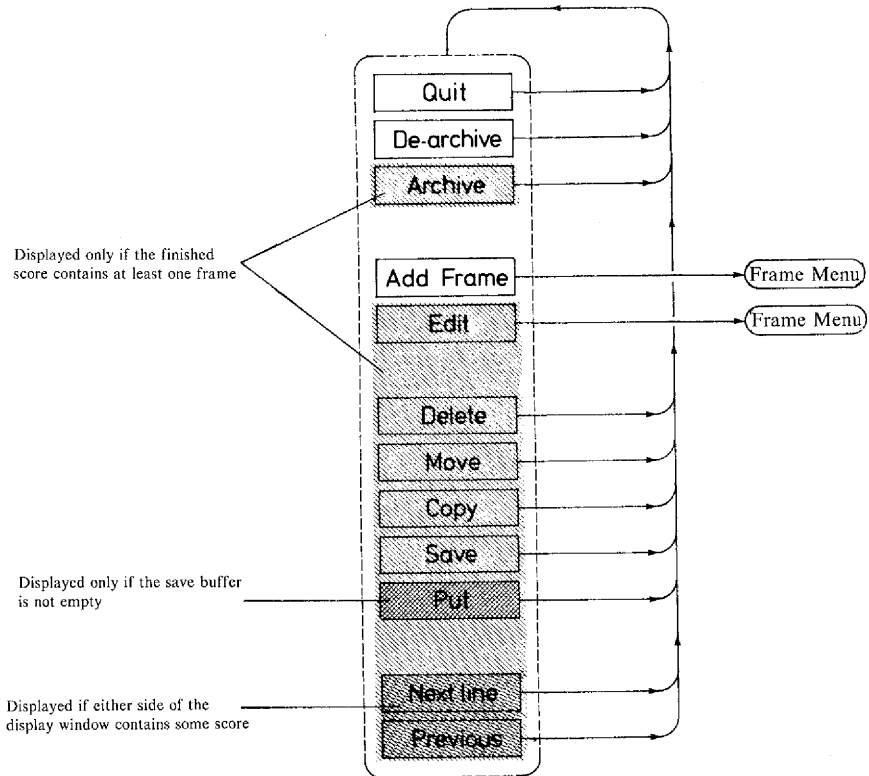 Quit
De-archive
Archive
Displayed only if the finished
score contains at least one frame
Add Frame
Frame Menu
Edit
Frame Menu
Delete
Move
Copy
Save
Displayed only if the save buffer
is not empty
Put
Displayed if either side of the
display window contains some score
Next line
Previous